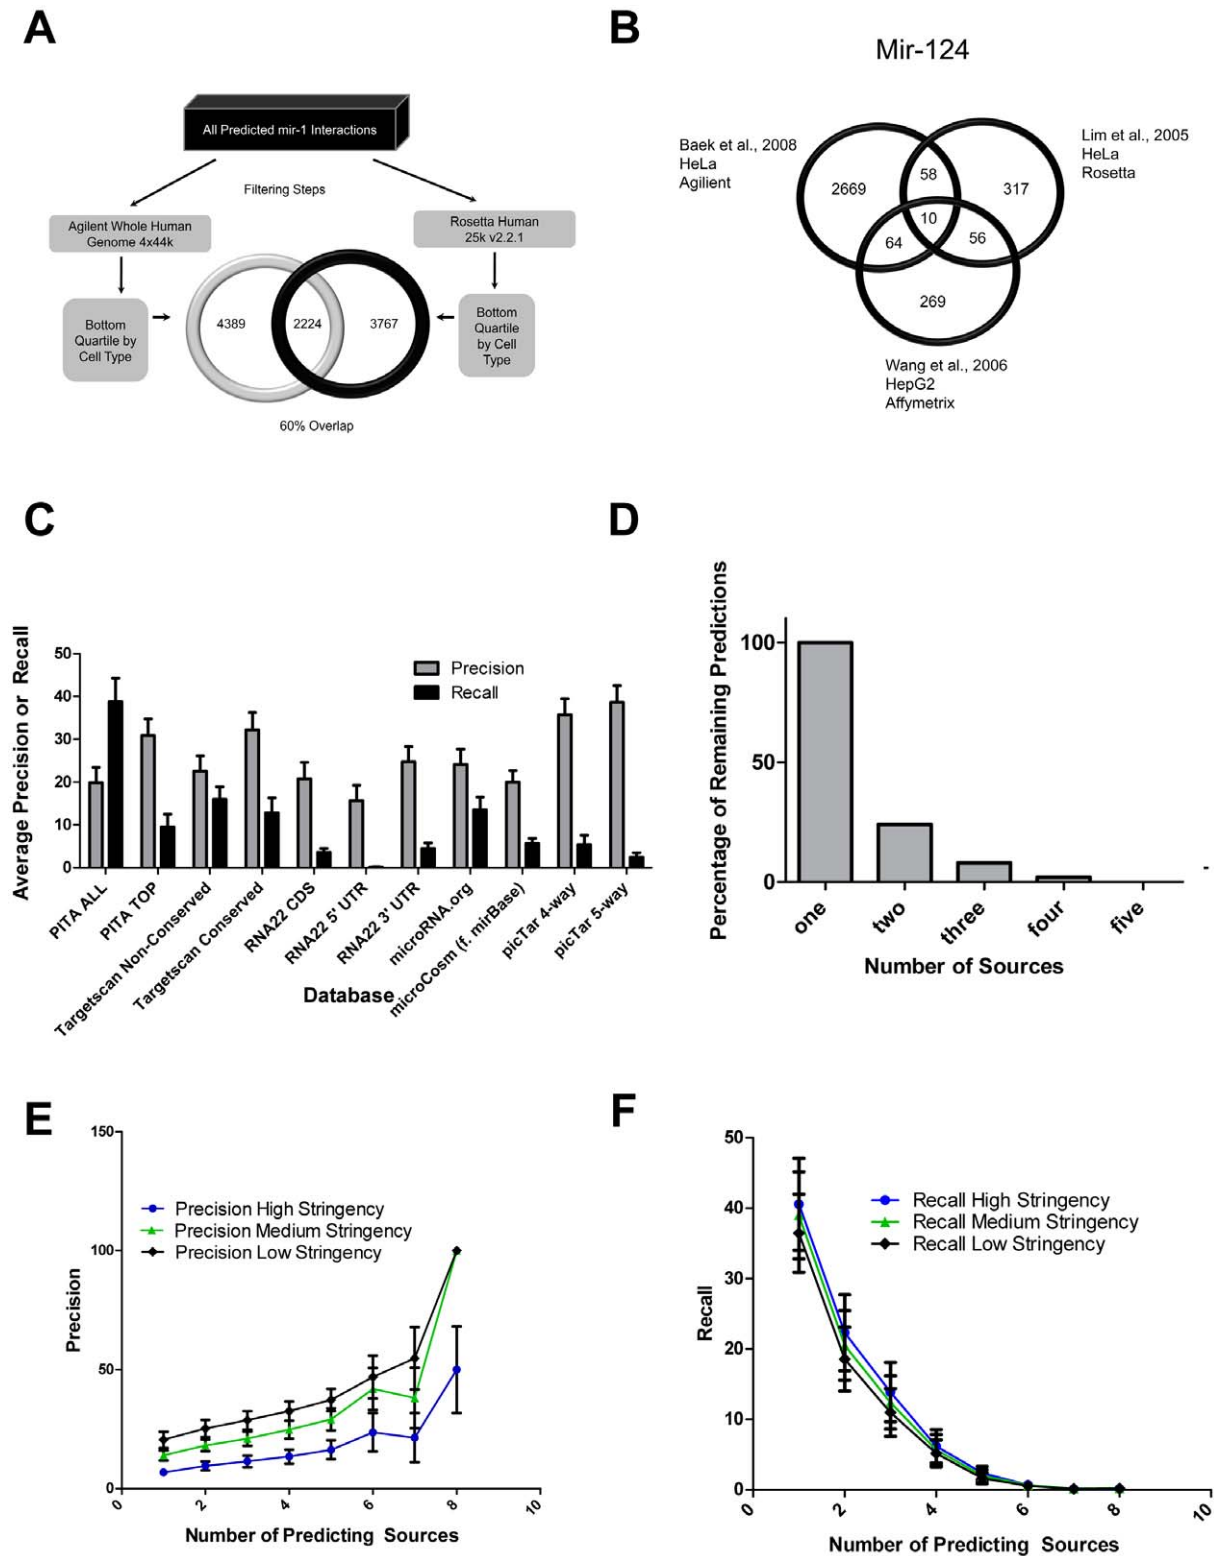 A
All Predicted mir-1 Interactions
Filtering Steps
Agilent Whole Human
Genome 4x44k
Rosetta Human
25k v2.2.1
Bottom
Quartile by
Cell Type
4389
2224
3767
Bottom
Quartile
by Cell
Type
60% Overlap
B
Mir-124
Baek et al., 2008
HeLa
Agilient
Lim et al., 2005
HeLa
Rosetta
2669
58
317
10
64
56
269
Wang et al., 2006
HepG2
Affymetrix
C
Average Precision or Recall
50
40
30
20
10
0
Precision
Recall
PITA ALL
PITA TOP
Targetscan Non-Conserved
Targetscan Conserved
RNA22 CDS
RNA22 5' UTR
RNA22 3' UTR
microRNA.org
microCosm (f. mirBase)
picTar 4-way
picTar 5-way
Database
D
Percentage of Remaining Predictions
100
50
0
one
two
three
four
five
Number of Sources
E
Precision
150
100
50
0
Precision High Stringency
Precision Medium Stringency
Precision Low Stringency
0
2
4
6
8
10
Number of Predicting Sources
F
Recall
50
40
30
20
10
0
Recall High Stringency
Recall Medium Stringency
Recall Low Stringency
0
2
4
6
8
10
Number of Predicting Sources